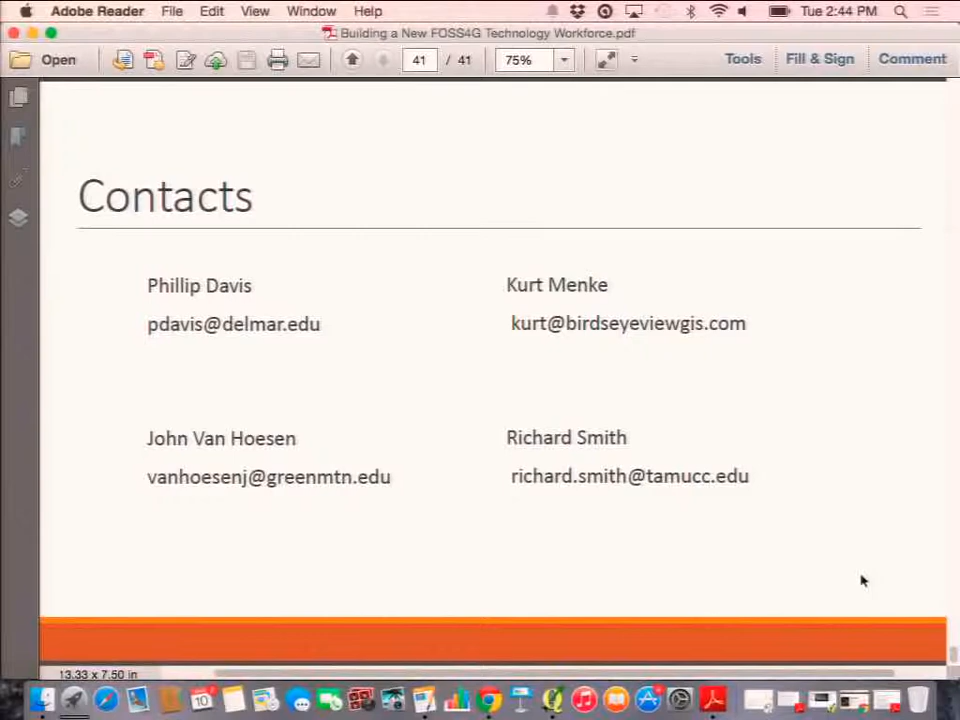 Adobe Reader File Edit View Window Help Tue 2:44 PM
Building a New FOSS4G Technology Workforce.pdf
Open 41 / 41 75% Tools Fill & Sign Comment
Contacts
Phillip Davis
pdavis@delmar.edu
Kurt Menke
kurt@birdseyeviewgis.com
John Van Hoesen
vanhoesenj@greenmtn.edu
Richard Smith
richard.smith@tamucc.edu
13.33 x 7.50 in
10